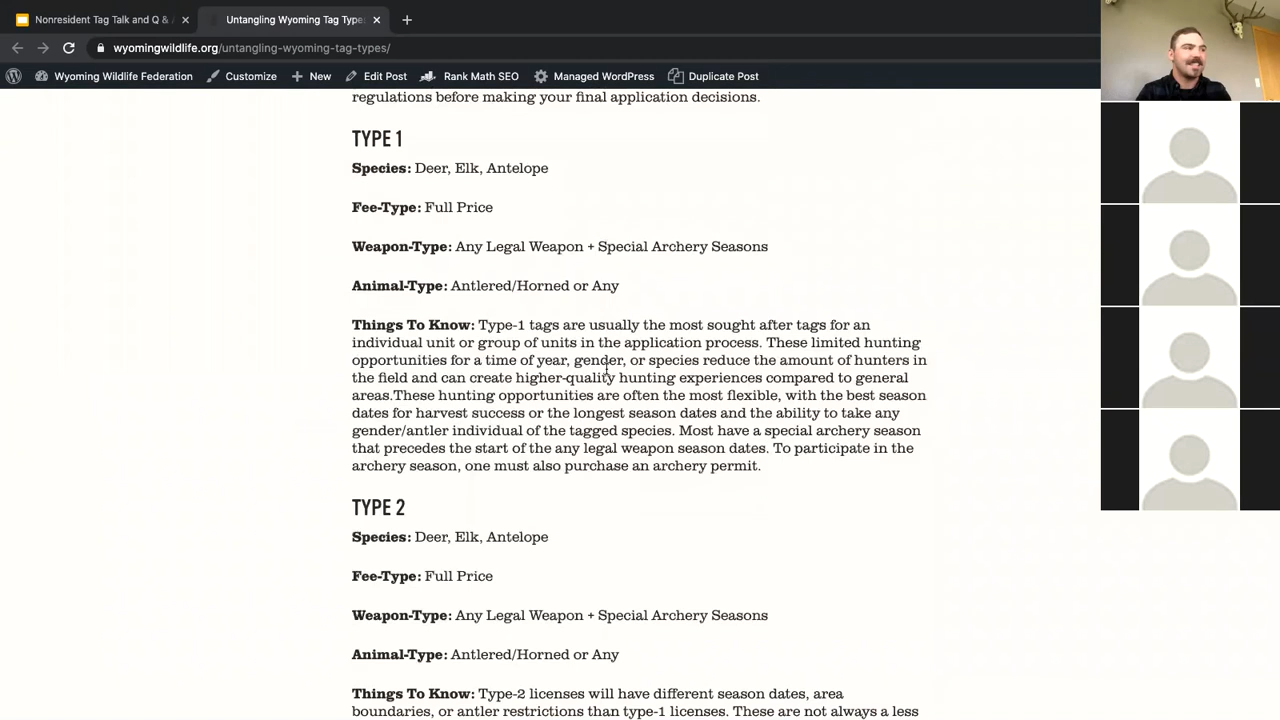 Nonresident Tag Talk and Q &
Untangling Wyoming Tag Types
wyomingwildlife.org/untangling-wyoming-tag-types/
Wyoming Wildlife Federation Customize New Edit Post Rank Math SEO Managed WordPress Duplicate Post
regulations before making your final application decisions.
TYPE 1
Species: Deer, Elk, Antelope
Fee-Type: Full Price
Weapon-Type: Any Legal Weapon + Special Archery Seasons
Animal-Type: Antlered/Horned or Any
Things To Know: Type-1 tags are usually the most sought after tags for an
individual unit or group of units in the application process. These limited hunting
opportunities for a time of year, gender, or species reduce the amount of hunters in
the field and can create higher-quality hunting experiences compared to general
areas.These hunting opportunities are often the most flexible, with the best season
dates for harvest success or the longest season dates and the ability to take any
gender/antler individual of the tagged species. Most have a special archery season
that precedes the start of the any legal weapon season dates. To participate in the
archery season, one must also purchase an archery permit.
TYPE 2
Species: Deer, Elk, Antelope
Fee-Type: Full Price
Weapon-Type: Any Legal Weapon + Special Archery Seasons
Animal-Type: Antlered/Horned or Any
Things To Know: Type-2 licenses will have different season dates, area
boundaries, or antler restrictions than type-1 licenses. These are not always a less